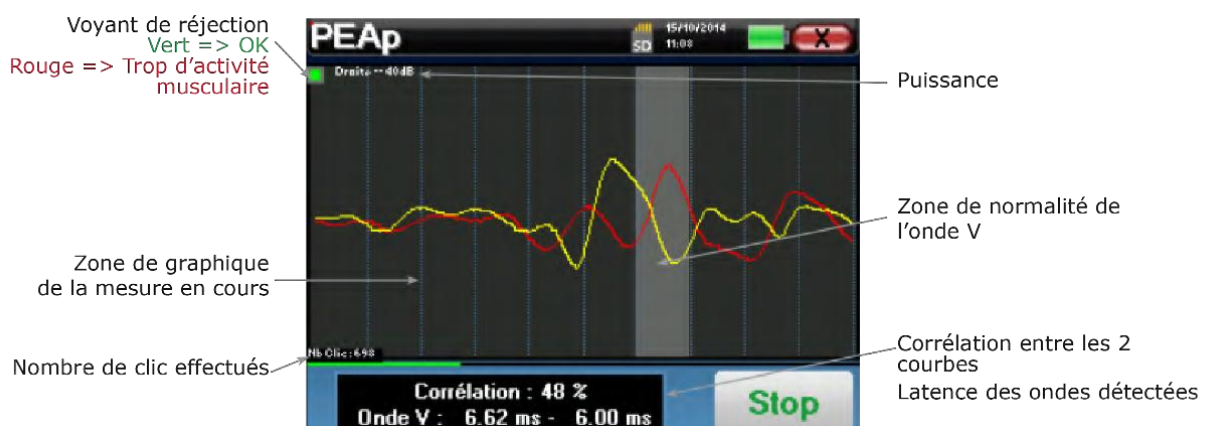 Voyant de réjection
Vert => OK
Rouge => Trop d'activité
musculaire
PEAp
SD
15/10/2014
11:08
X
Droite -- 40dB
Puissance
Zone de normalité de
l'onde V
Zone de graphique
de la mesure en cours
Nb Clic : 698
Nombre de clic effectués
Corrélation entre les 2
courbes
Latence des ondes détectées
Corrélation : 48 %
Onde V : 6.62 ms - 6.00 ms
Stop